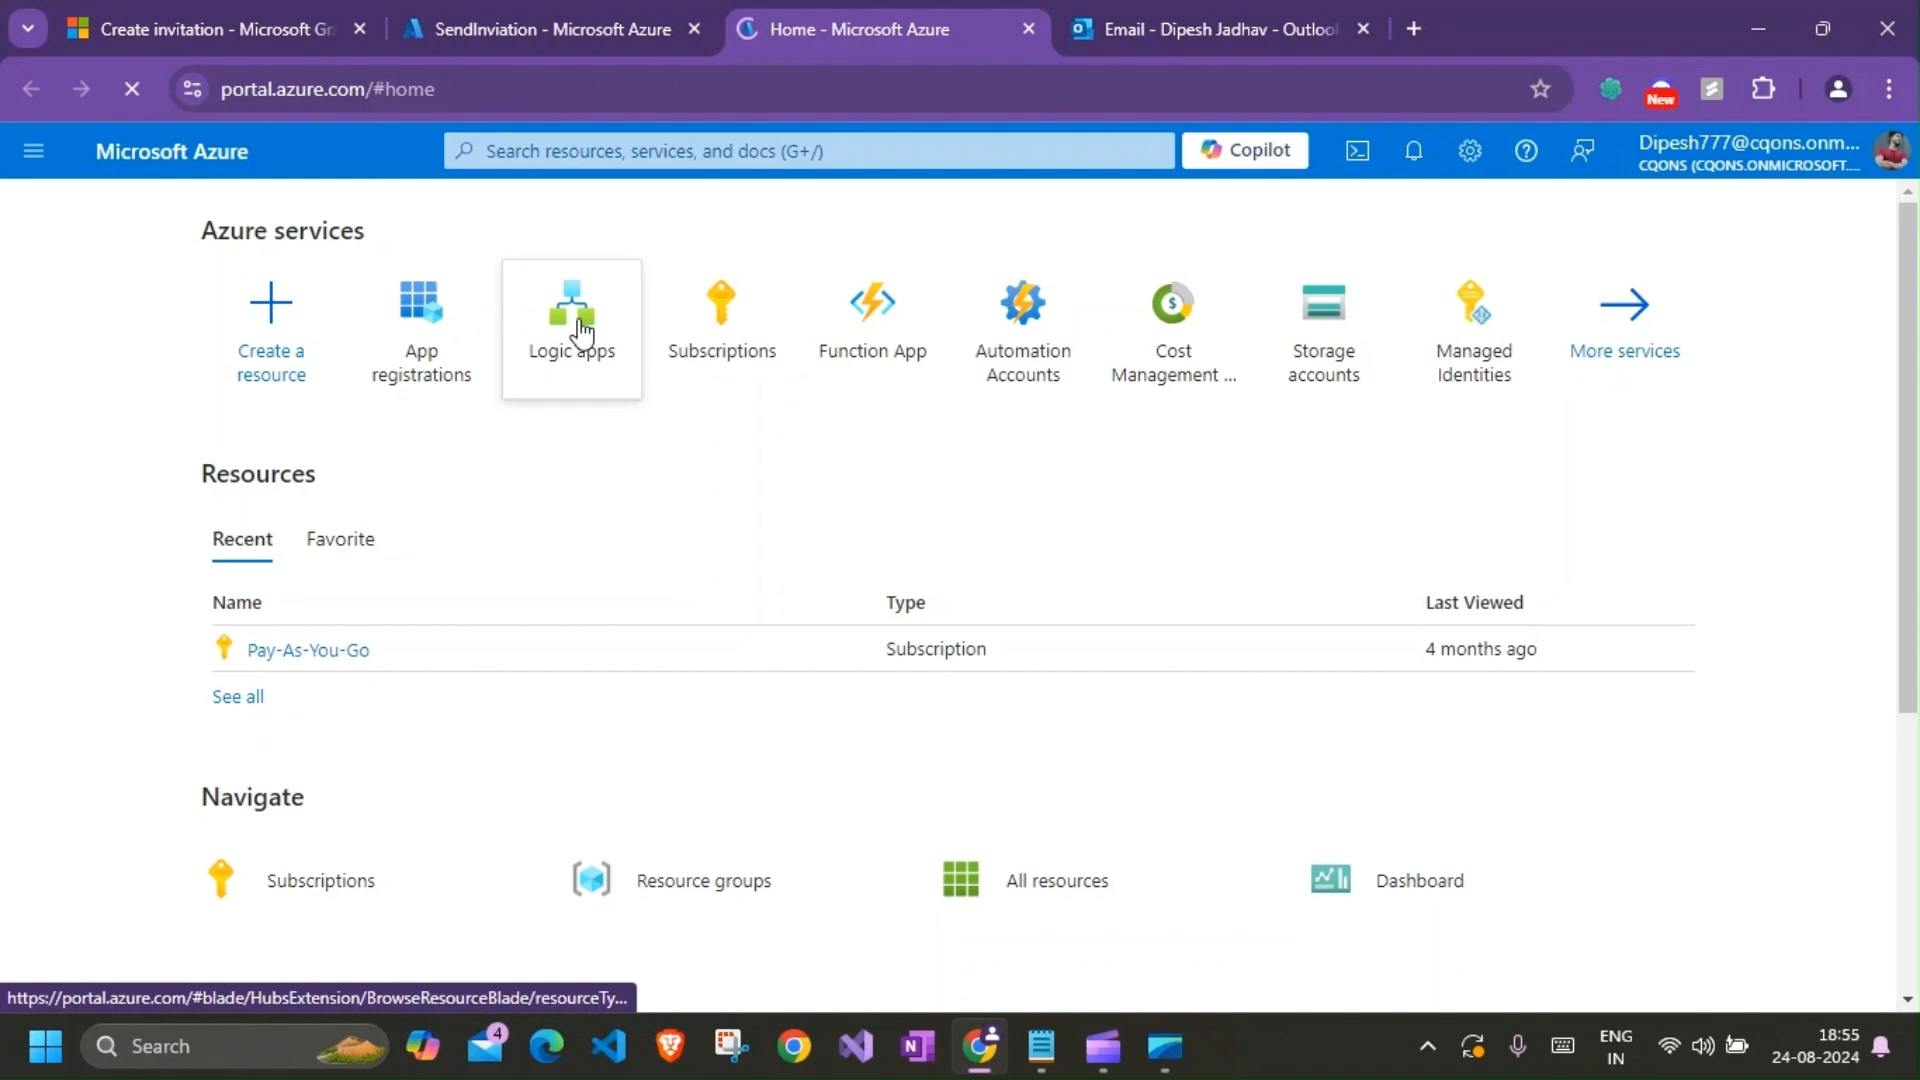 Create invitation - Microsoft Gr
SendInviation - Microsoft Azure
Home - Microsoft Azure
Email - Dipesh Jadhav - Outlool
portal.azure.com/#home
New
Microsoft Azure
Search resources, services, and docs (G+/)
Copilot
Dipesh777@cqons.onm...
CQONS (CQONS.ONMICROSOFT....
Azure services
Create a
resource
App
registrations
Logic apps
Subscriptions
Function App
Automation
Accounts
Cost
Management ...
Storage
accounts
Managed
Identities
More services
Resources
Recent
Favorite
Name
Type
Last Viewed
Pay-As-You-Go
Subscription
4 months ago
See all
Navigate
Subscriptions
Resource groups
All resources
Dashboard
https://portal.azure.com/#blade/HubsExtension/BrowseResourceBlade/resourceTy...
Search
4
ENG
IN
18:55
24-08-2024